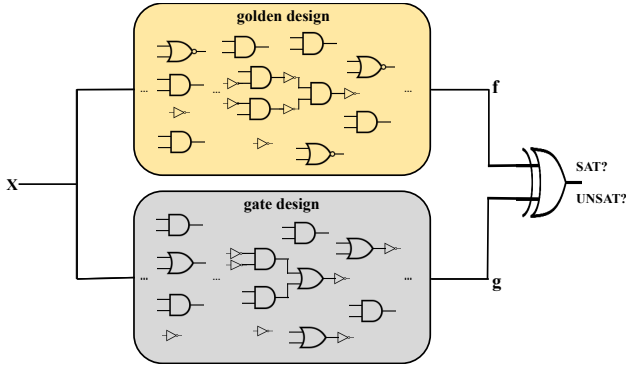 golden design
... ... ...
f
X
SAT?
UNSAT?
gate design
... ... ...
g